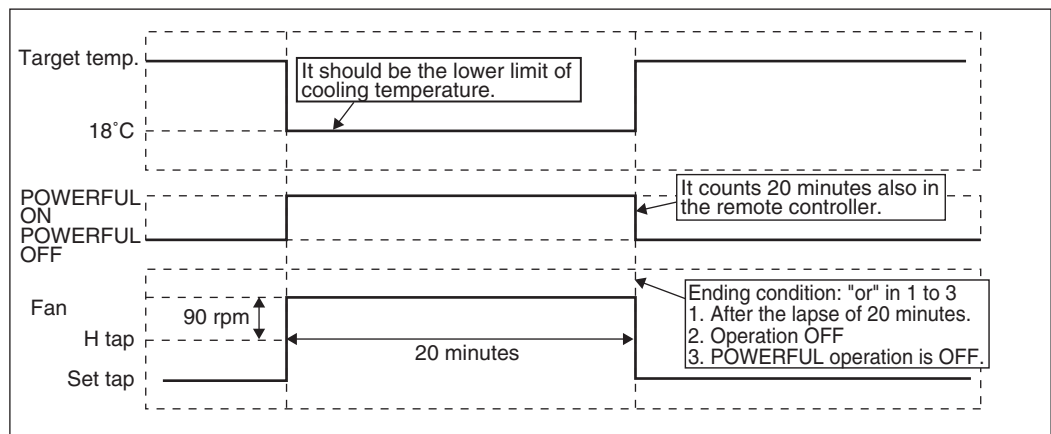 Target temp.
It should be the lower limit of
cooling temperature.
18°C
POWERFUL
ON
POWERFUL
OFF
It counts 20 minutes also in
the remote controller.
Fan
90 rpm
H tap
20 minutes
Set tap
Ending condition: "or" in 1 to 3
1. After the lapse of 20 minutes.
2. Operation OFF
3. POWERFUL operation is OFF.